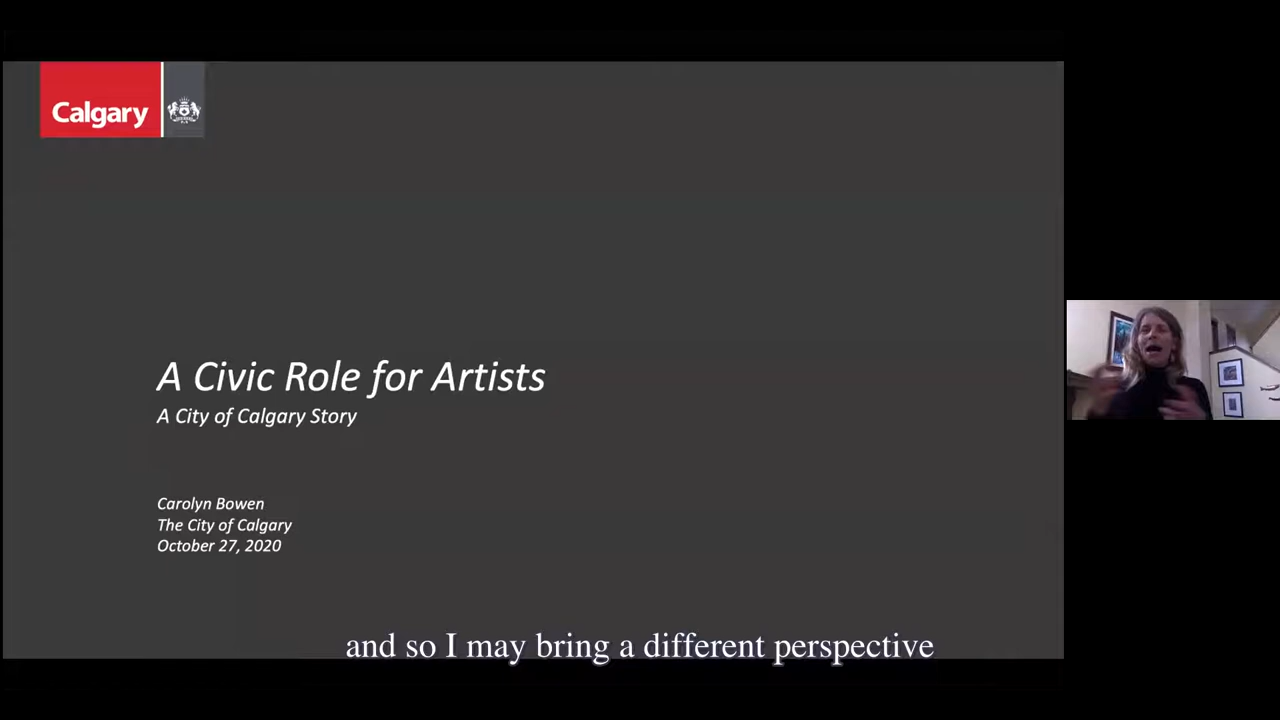 Calgary
A Civic Role for Artists
A City of Calgary Story
Carolyn Bowen
The City of Calgary
October 27, 2020
and so I may bring a different perspective